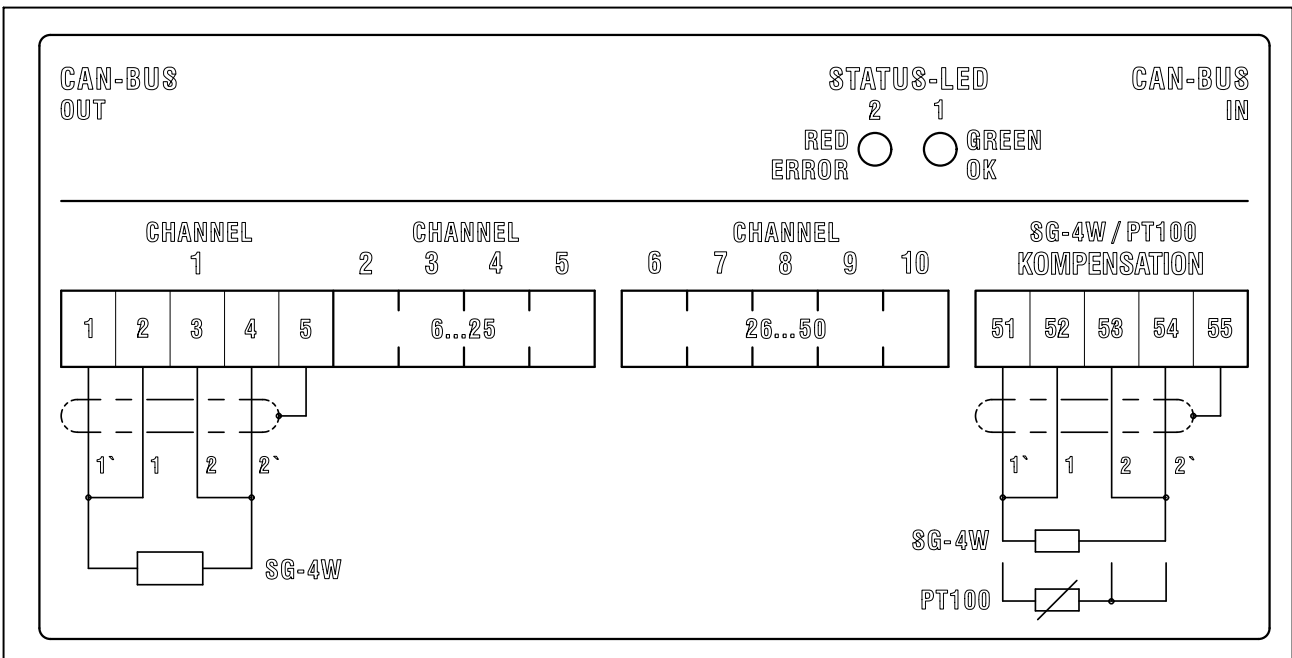 CAN-BUS
OUT
STATUS-LED
2 1
RED
ERROR
GREEN
OK
CAN-BUS
IN
CHANNEL
1
CHANNEL
2 3 4 5
CHANNEL
6 7 8 9 10
SG-4W / PT100
KOMPENSATION
1 2 3 4 5 6...25
26...50
51 52 53 54 55
1` 1 2 2`
SG-4W
1` 1 2 2`
SG-4W
PT100